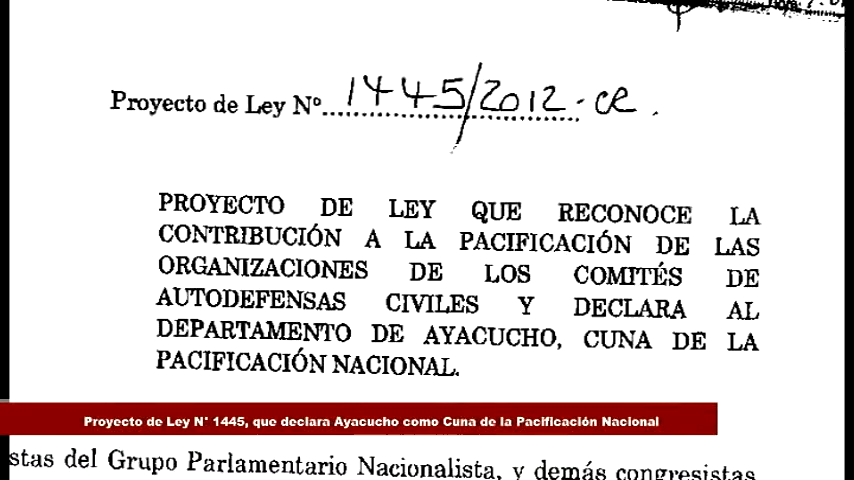 Proyecto de Ley Nº 1445/2012-CR.
PROYECTO DE LEY QUE RECONOCE LA
CONTRIBUCIÓN A LA PACIFICACIÓN DE LAS
ORGANIZACIONES DE LOS COMITÉS DE
AUTODEFENSAS CIVILES Y DECLARA AL
DEPARTAMENTO DE AYACUCHO, CUNA DE LA
PACIFICACIÓN NACIONAL.
Proyecto de Ley N° 1445, que declara Ayacucho como Cuna de la Pacificación Nacional
stas del Grupo Parlamentario Nacionalista, y demás congresistas